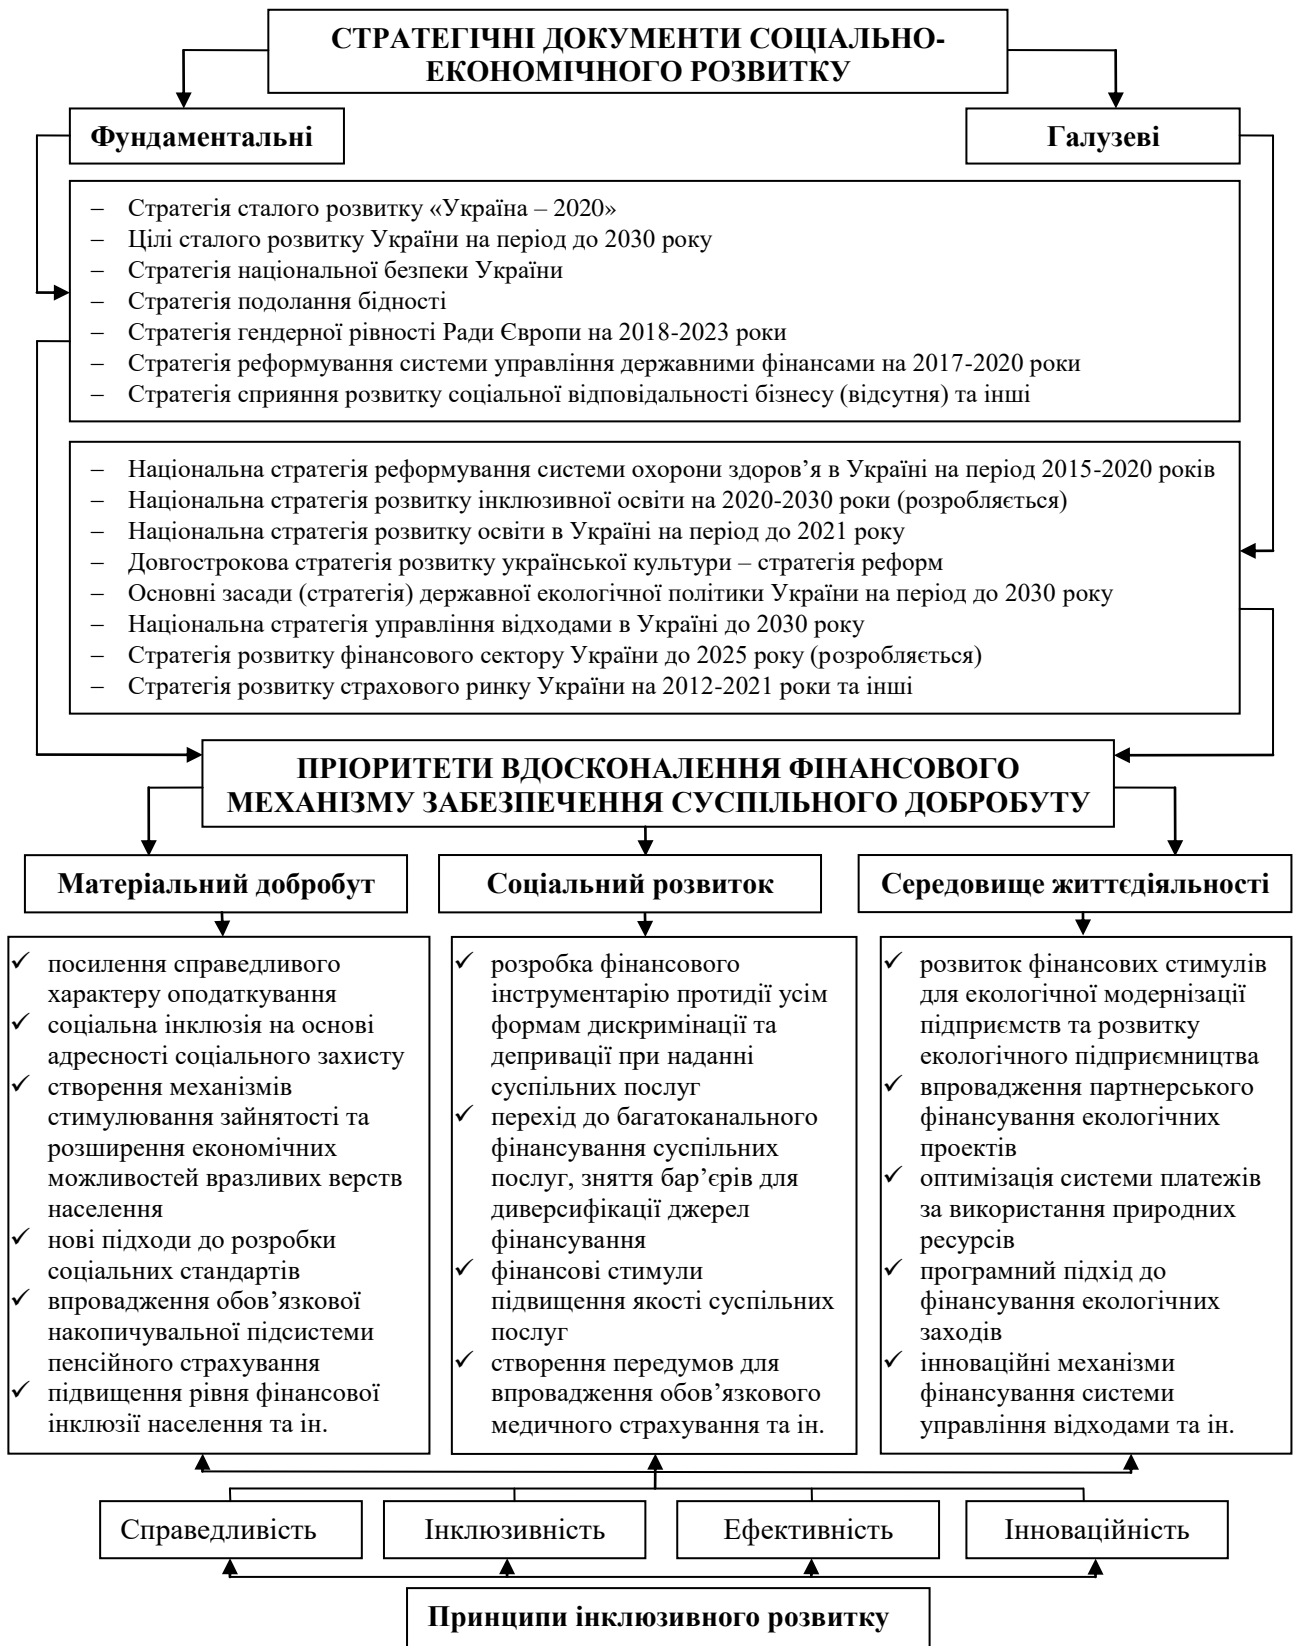 СТРАТЕГІЧНІ ДОКУМЕНТИ СОЦІАЛЬНО-
ЕКОНОМІЧНОГО РОЗВИТКУ
Фундаментальні
Галузеві
– Стратегія сталого розвитку «Україна – 2020»
– Цілі сталого розвитку України на період до 2030 року
– Стратегія національної безпеки України
– Стратегія подолання бідності
– Стратегія гендерної рівності Ради Європи на 2018-2023 роки
– Стратегія реформування системи управління державними фінансами на 2017-2020 роки
– Стратегія сприяння розвитку соціальної відповідальності бізнесу (відсутня) та інші
– Національна стратегія реформування системи охорони здоров’я в Україні на період 2015-2020 років
– Національна стратегія розвитку інклюзивної освіти на 2020-2030 роки (розробляється)
– Національна стратегія розвитку освіти в Україні на період до 2021 року
– Довгострокова стратегія розвитку української культури – стратегія реформ
– Основні засади (стратегія) державної екологічної політики України на період до 2030 року
– Національна стратегія управління відходами в Україні до 2030 року
– Стратегія розвитку фінансового сектору України до 2025 року (розробляється)
– Стратегія розвитку страхового ринку України на 2012-2021 роки та інші
ПРІОРИТЕТИ ВДОСКОНАЛЕННЯ ФІНАНСОВОГО
МЕХАНІЗМУ ЗАБЕЗПЕЧЕННЯ СУСПІЛЬНОГО ДОБРОБУТУ
Матеріальний добробут
✓ посилення справедливого
характеру оподаткування
✓ соціальна інклюзія на основі
адресності соціального захисту
✓ створення механізмів
стимулювання зайнятості та
розширення економічних
можливостей вразливих верств
населення
✓ нові підходи до розробки
соціальних стандартів
✓ впровадження обов’язкової
накопичувальної підсистеми
пенсійного страхування
✓ підвищення рівня фінансової
інклюзії населення та ін.
Соціальний розвиток
✓ розробка фінансового
інструментарію протидії усім
формам дискримінації та
депривації при наданні
суспільних послуг
✓ перехід до багатоканального
фінансування суспільних
послуг, зняття бар’єрів для
диверсифікації джерел
фінансування
✓ фінансові стимули
підвищення якості суспільних
послуг
✓ створення передумов для
впровадження обов’язкового
медичного страхування та ін.
Середовище життєдіяльності
✓ розвиток фінансових стимулів
для екологічної модернізації
підприємств та розвитку
екологічного підприємництва
✓ впровадження партнерського
фінансування екологічних
проектів
✓ оптимізація системи платежів
за використання природних
ресурсів
✓ програмний підхід до
фінансування екологічних
заходів
✓ інноваційні механізми
фінансування системи
управління відходами та ін.
Справедливість
Інклюзивність
Ефективність
Інноваційність
Принципи інклюзивного розвитку